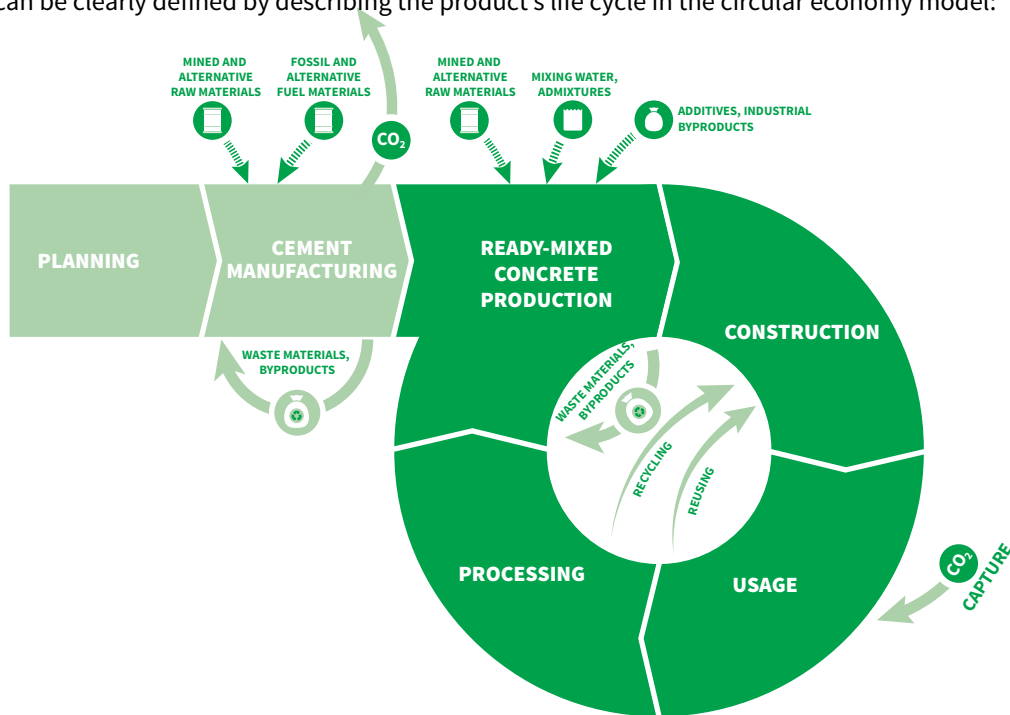 can be clearly defined by describing the product's life cycle in the circular economy model:
MINED AND
ALTERNATIVE
RAW MATERIALS
FOSSIL AND
ALTERNATIVE
FUEL MATERIALS
CO2
MINED AND
ALTERNATIVE
RAW MATERIALS
MIXING WATER,
ADMIXTURES
ADDITIVES, INDUSTRIAL
BYPRODUCTS
PLANNING
CEMENT
MANUFACTURING
READY-MIXED
CONCRETE
PRODUCTION
CONSTRUCTION
WASTE MATERIALS,
BYPRODUCTS
WASTE MATERIALS,
BYPRODUCTS
RECYCLING
REUSING
PROCESSING
USAGE
CO2
CAPTURE